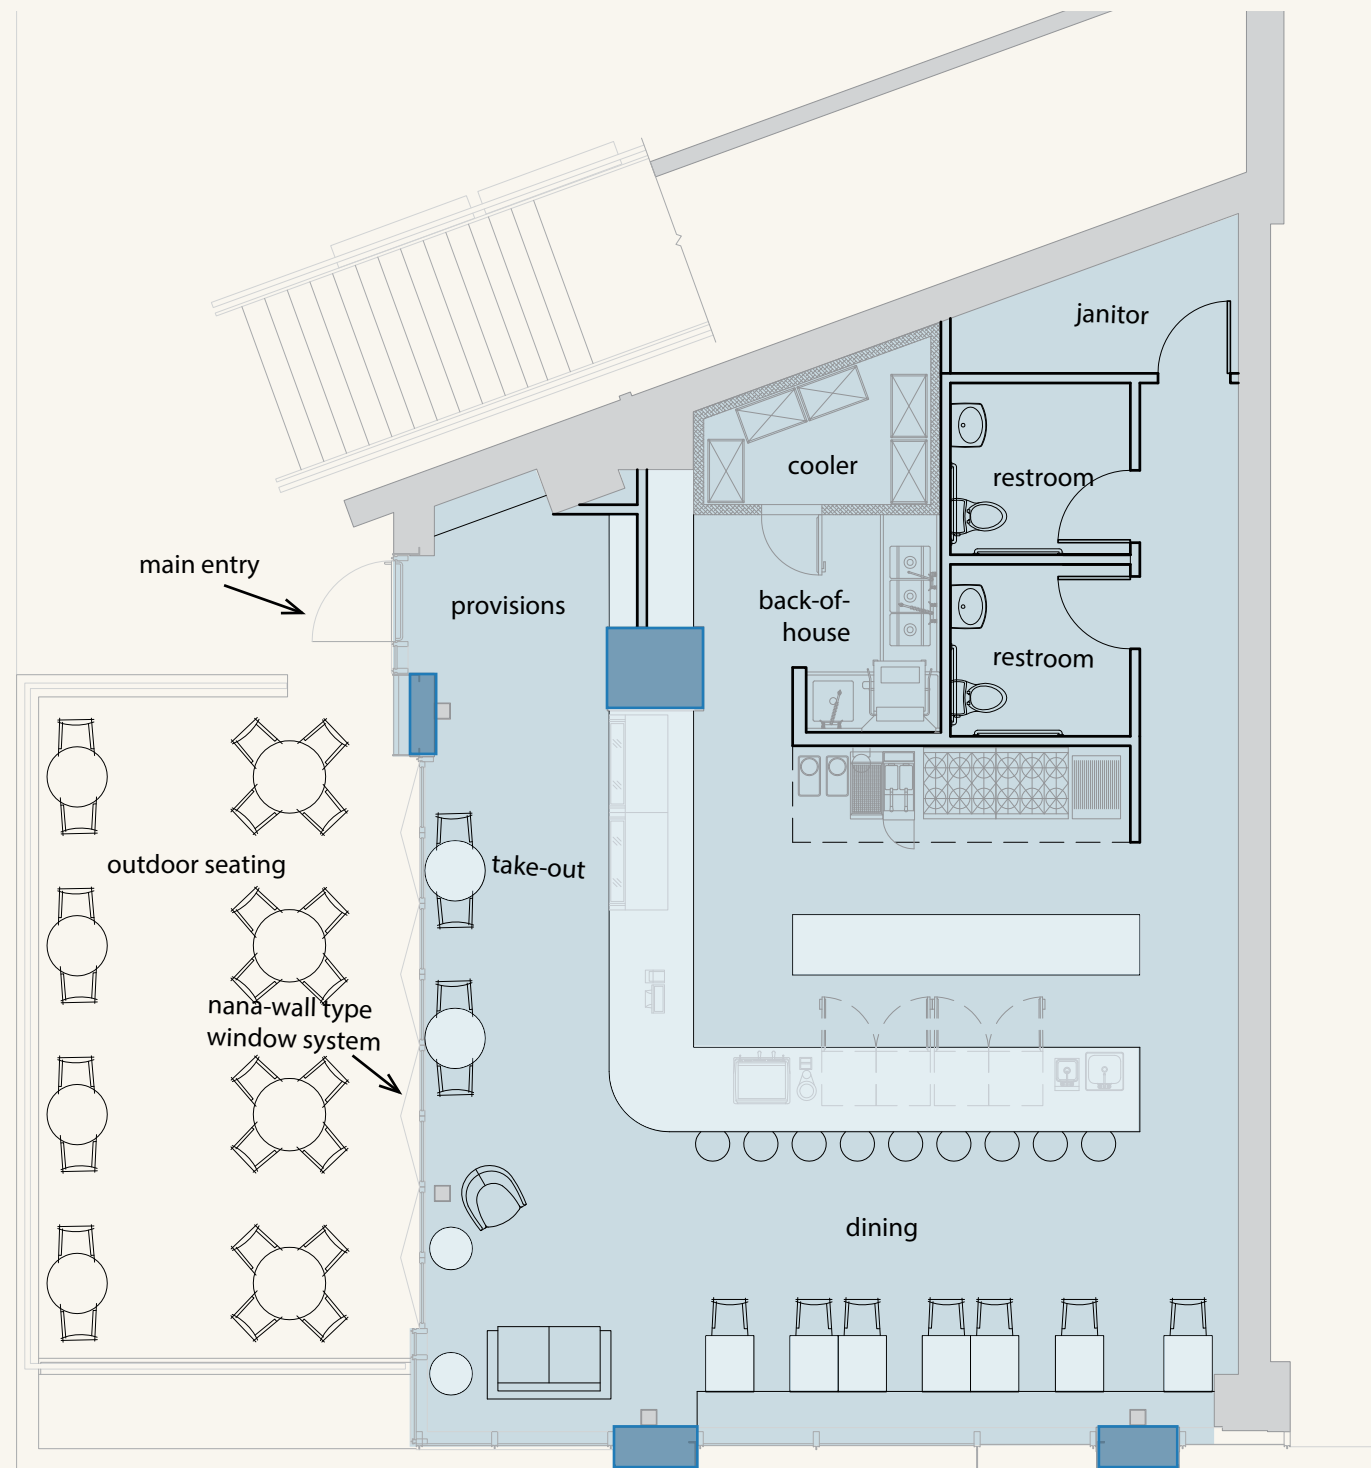 janitor
cooler
restroom
main entry
provisions
back-of-
house
restroom
outdoor seating
take-out
nana-wall type
window system
dining